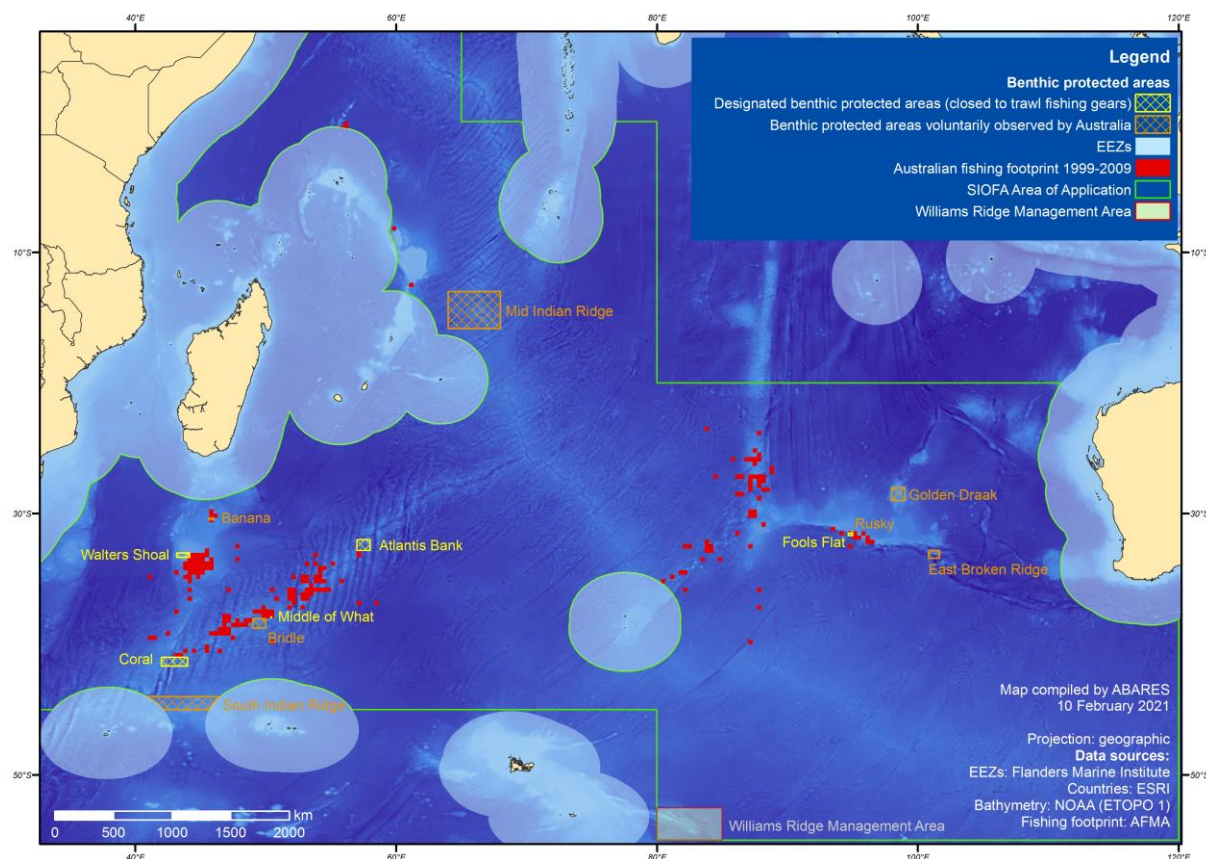 40°E 60°E 80°E 100°E 120°E
Legend
Benthic protected areas
Designated benthic protected areas (closed to trawl fishing gears)
Benthic protected areas voluntarily observed by Australia
EEZs
Australian fishing footprint 1999-2009
SIOFA Area of Application
Williams Ridge Management Area
10°S 10°S
Mid Indian Ridge
Golden Draak
30°S 30°S
Banana
Rusky
Fools Flat
Walters Shoal
Atlantis Bank
East Broken Ridge
Middle of What
Bridle
Coral
South Indian Ridge
Map compiled by ABARES
10 February 2021
Projection: geographic
Data sources:
EEZs: Flanders Marine Institute
Countries: ESRI
Bathymetry: NOAA (ETOPO 1)
Fishing footprint: AFMA
50°S 50°S
km
0 500 1000 1500 2000
Williams Ridge Management Area
40°E 60°E 80°E 100°E 120°E